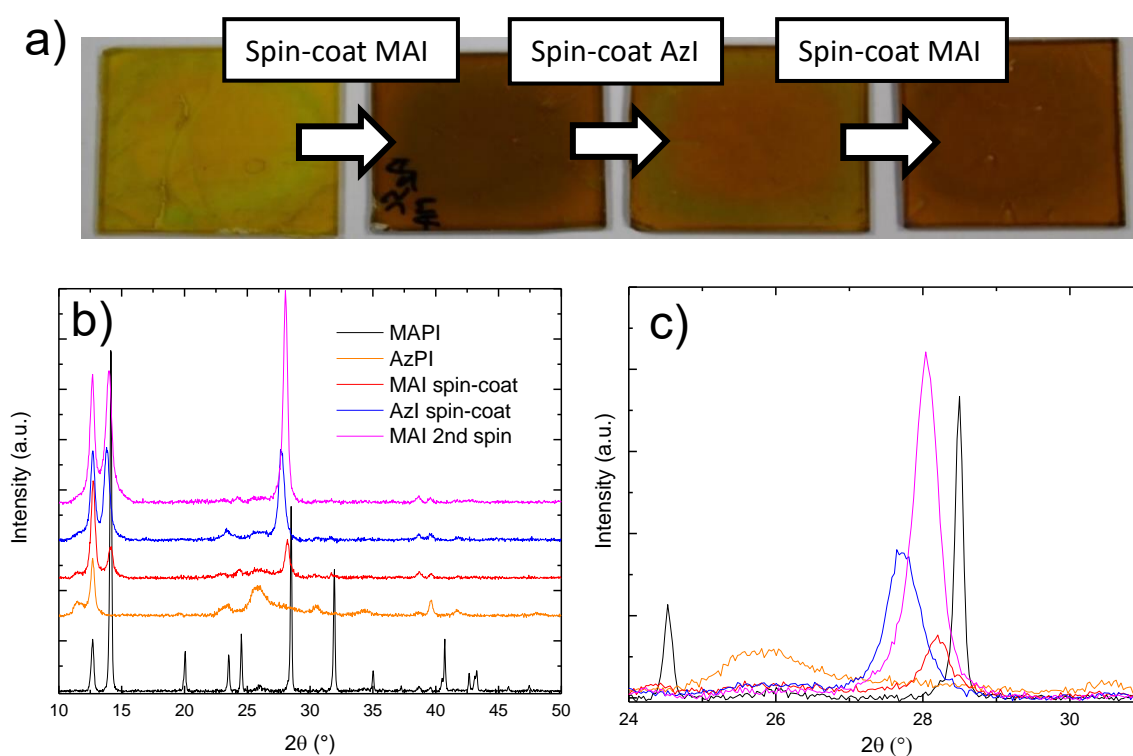 a)
Spin-coat MAI
Spin-coat AzI
Spin-coat MAI
b)
MAPI
AzPI
MAI spin-coat
AzI spin-coat
MAI 2nd spin
Intensity (a.u.)
10 15 20 25 30 35 40 45 50
2θ (°)
c)
Intensity (a.u.)
24 26 28 30
2θ (°)